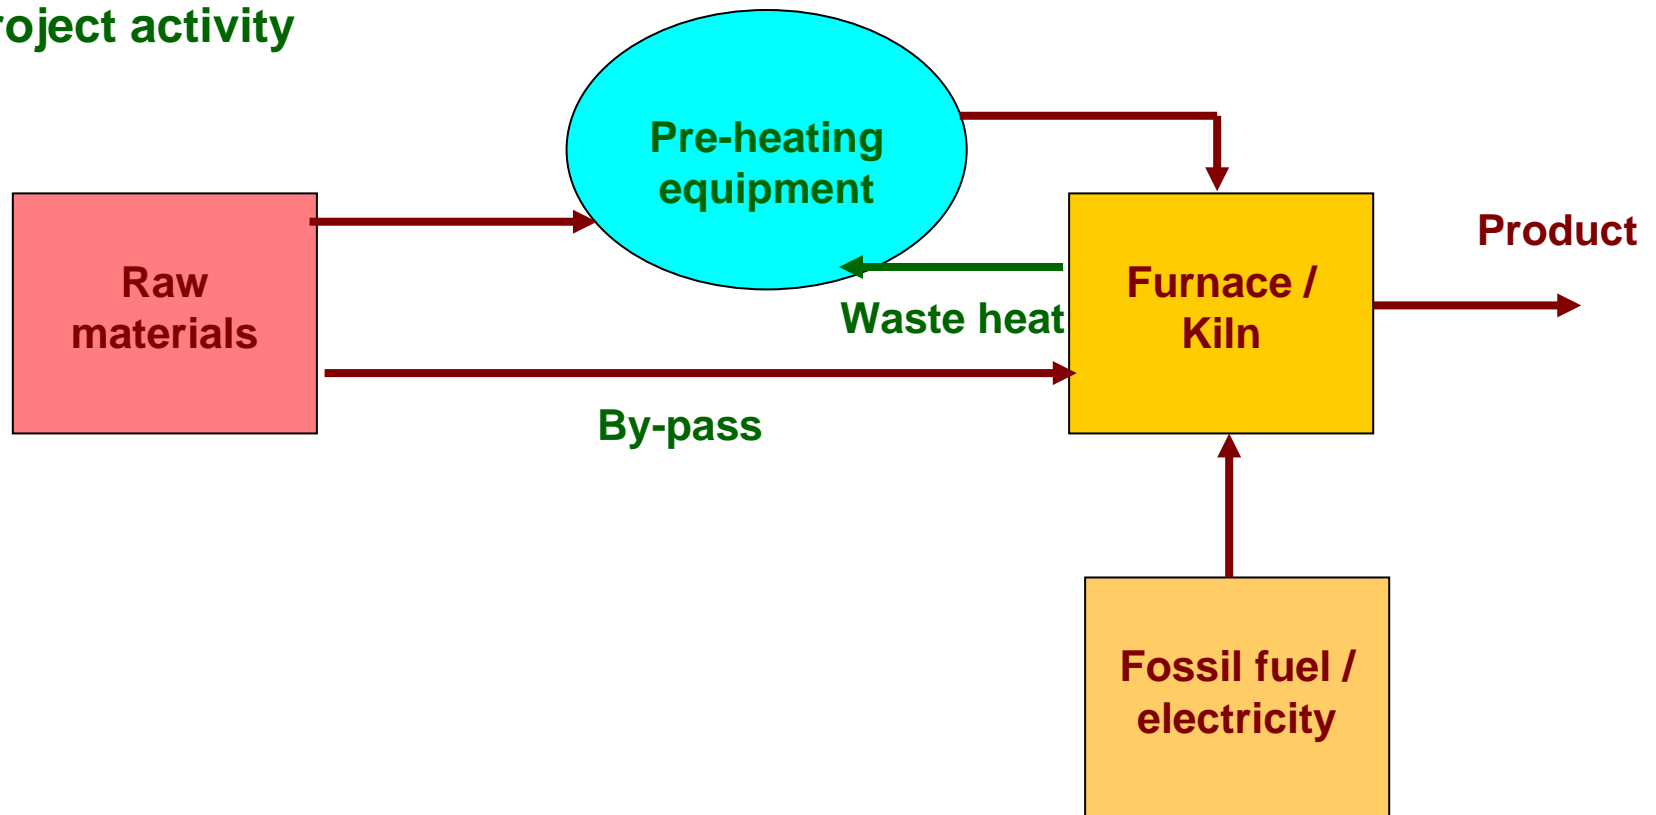 roject activity
Pre-heating
equipment
Raw
materials
Waste heat
By-pass
Furnace /
Kiln
Product
Fossil fuel /
electricity